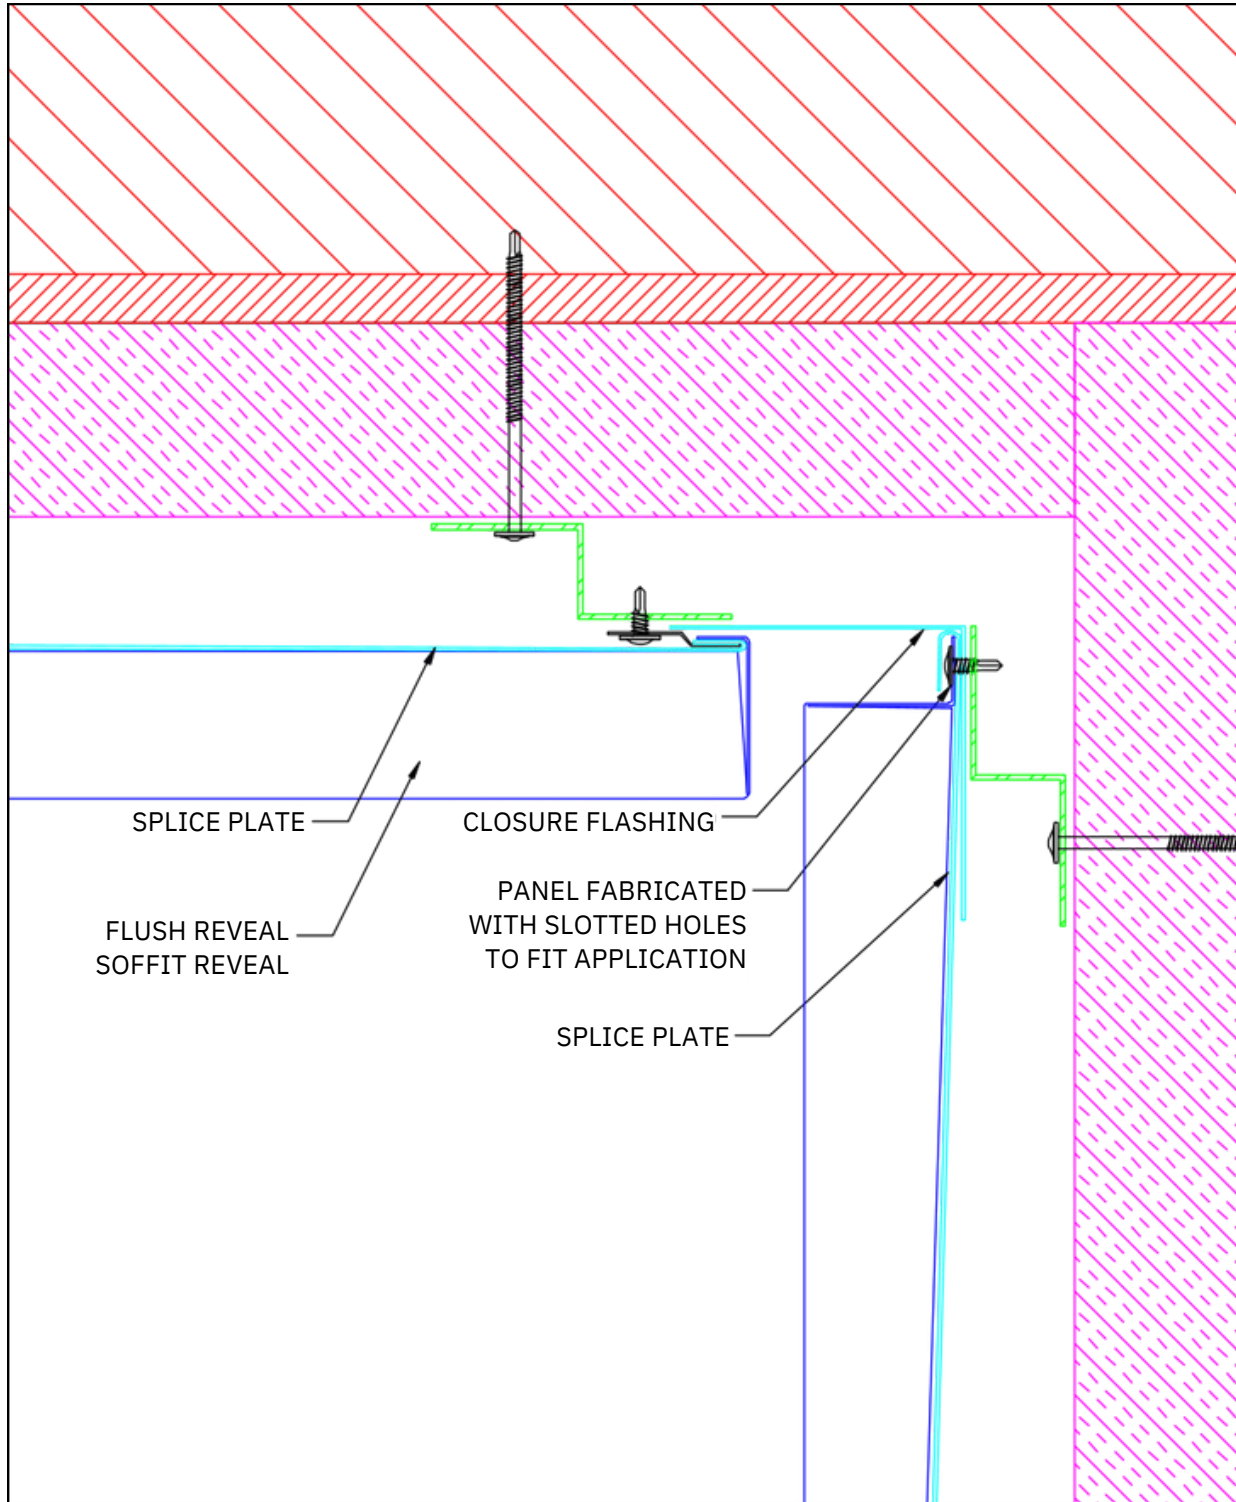 SPLICE PLATE
CLOSURE FLASHING
PANEL FABRICATED
WITH SLOTTED HOLES
TO FIT APPLICATION
FLUSH REVEAL
SOFFIT REVEAL
SPLICE PLATE